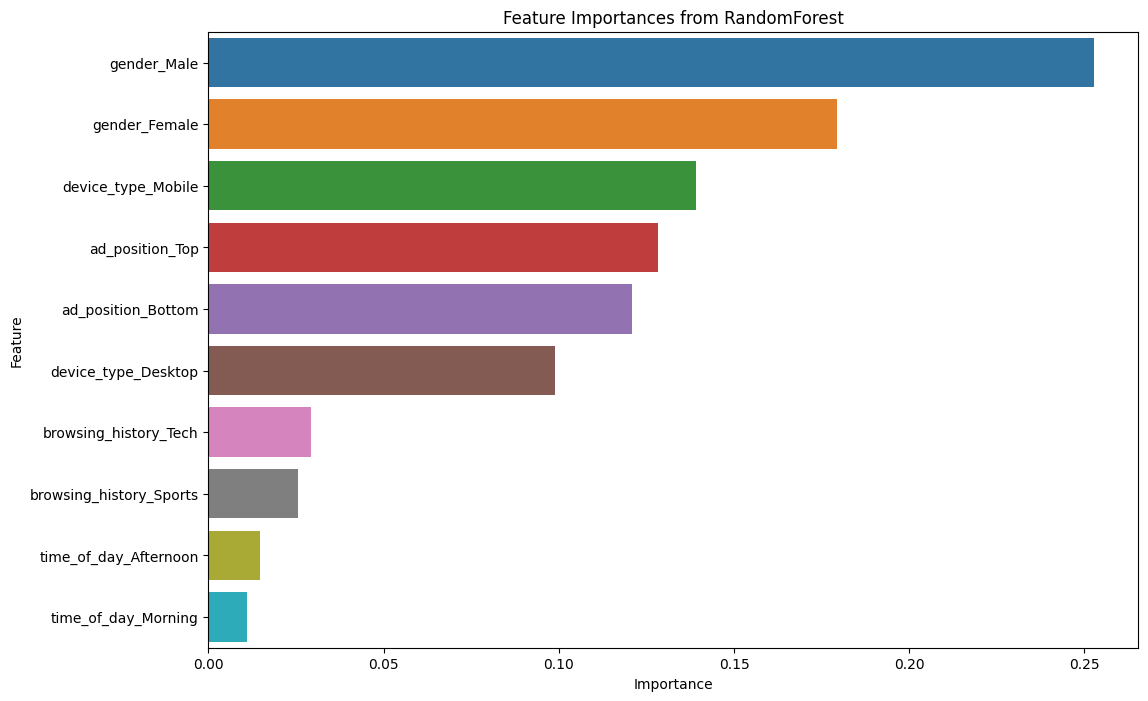 Feature Importances from RandomForest
gender_Male
gender_Female
device_type_Mobile
ad_position_Top
ad_position_Bottom
device_type_Desktop
browsing_history_Tech
browsing_history_Sports
time_of_day_Afternoon
time_of_day_Morning
Feature
0.00 0.05 0.10 0.15 0.20 0.25
Importance